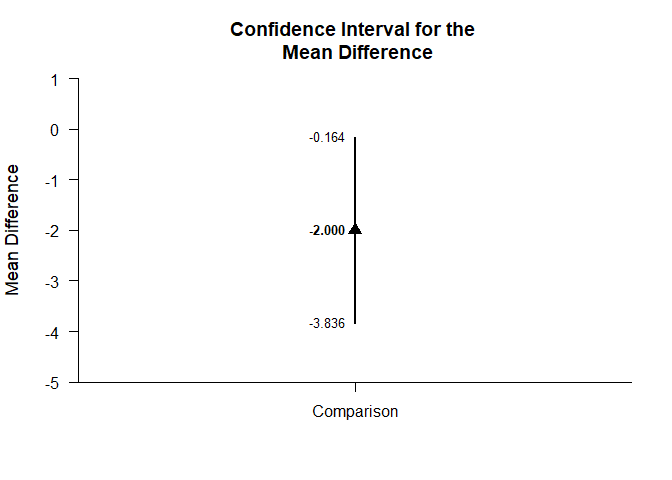 Confidence Interval for the
Mean Difference
1
0
-1
-2
-3
-4
-5
Mean Difference
-0.164
-2.000
-3.836
Comparison